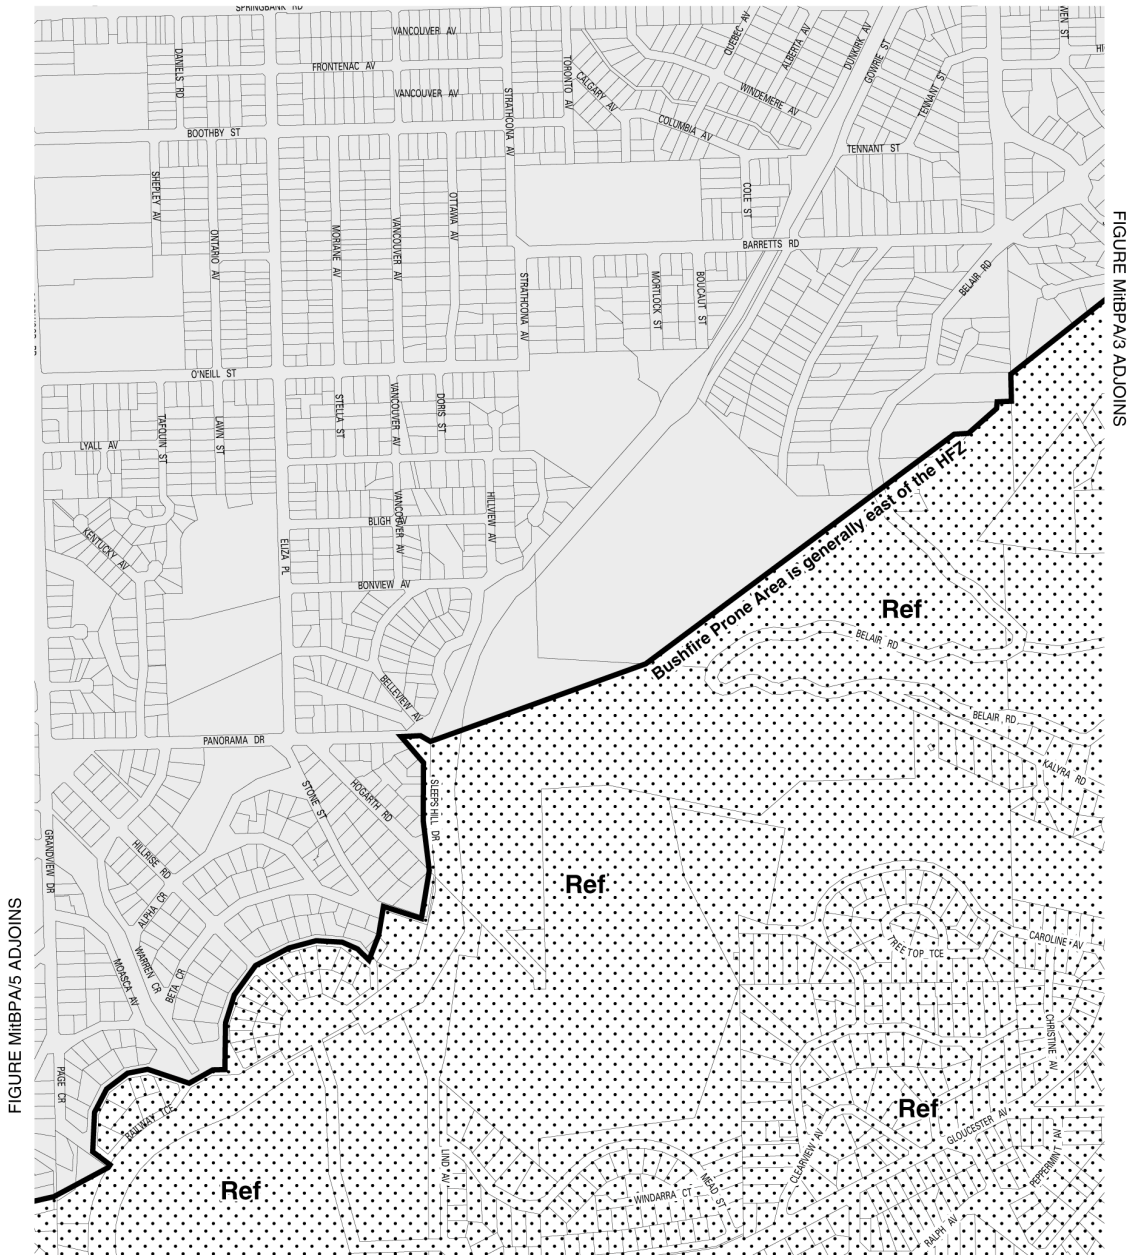 SPRINGBANK RD
VANCOUVER AV
QUEBEC AV
ALBERTA AV
DUNKIRK AV
GOWRIE ST
DANIELS RD
FRONTENAC AV
TORONTO AV
CALGARY AV
WINDEMERE AV
TENNANT ST
VANCOUVER AV
STRATHCONA AV
COLUMBIA AV
BOOTHBY ST
TENNANT ST
SHEPLEY AV
OTTAWA AV
COLE ST
ONTARIO AV
MORIANE AV
VANCOUVER AV
BARRETTS RD
BELAIR RD
STRATHCONA AV
MORTLOCK ST
BOUCAUT ST
FIGURE MitBPA/3 ADJOINS
O'NEILL ST
STELLA ST
VANCOUVER AV
DORIS ST
TAFQUIN ST
LAWN ST
LYALL AV
Bushfire Prone Area is generally east of the HFZ
KENTUCKY AV
BLIGH AV
VANCOUVER AV
HILLVIEW AV
ELIZA PL
BONVIEW AV
Ref
BELAIR RD
BELLEVIEW AV
BELAIR RD
PANORAMA DR
KALYRA RD
STONE ST
HOGARTH RD
SLEEPS HILL DR
GRANDVIEW DR
HILLRISE RD
Ref
ALPHA CR
CAROLINE AV
TREETOP TCE
FIGURE MitBPA/5 ADJOINS
WARREN CR
MOASCA AV
BETA CR
CHRISTINE AV
PAGE CR
RAILWAY TCE
Ref
GLOUCESTER AV
CLEARVIEW AV
PEPPERMINT AV
LIND AV
Ref
WINDARRA CT
MEAD ST
RALPH AV